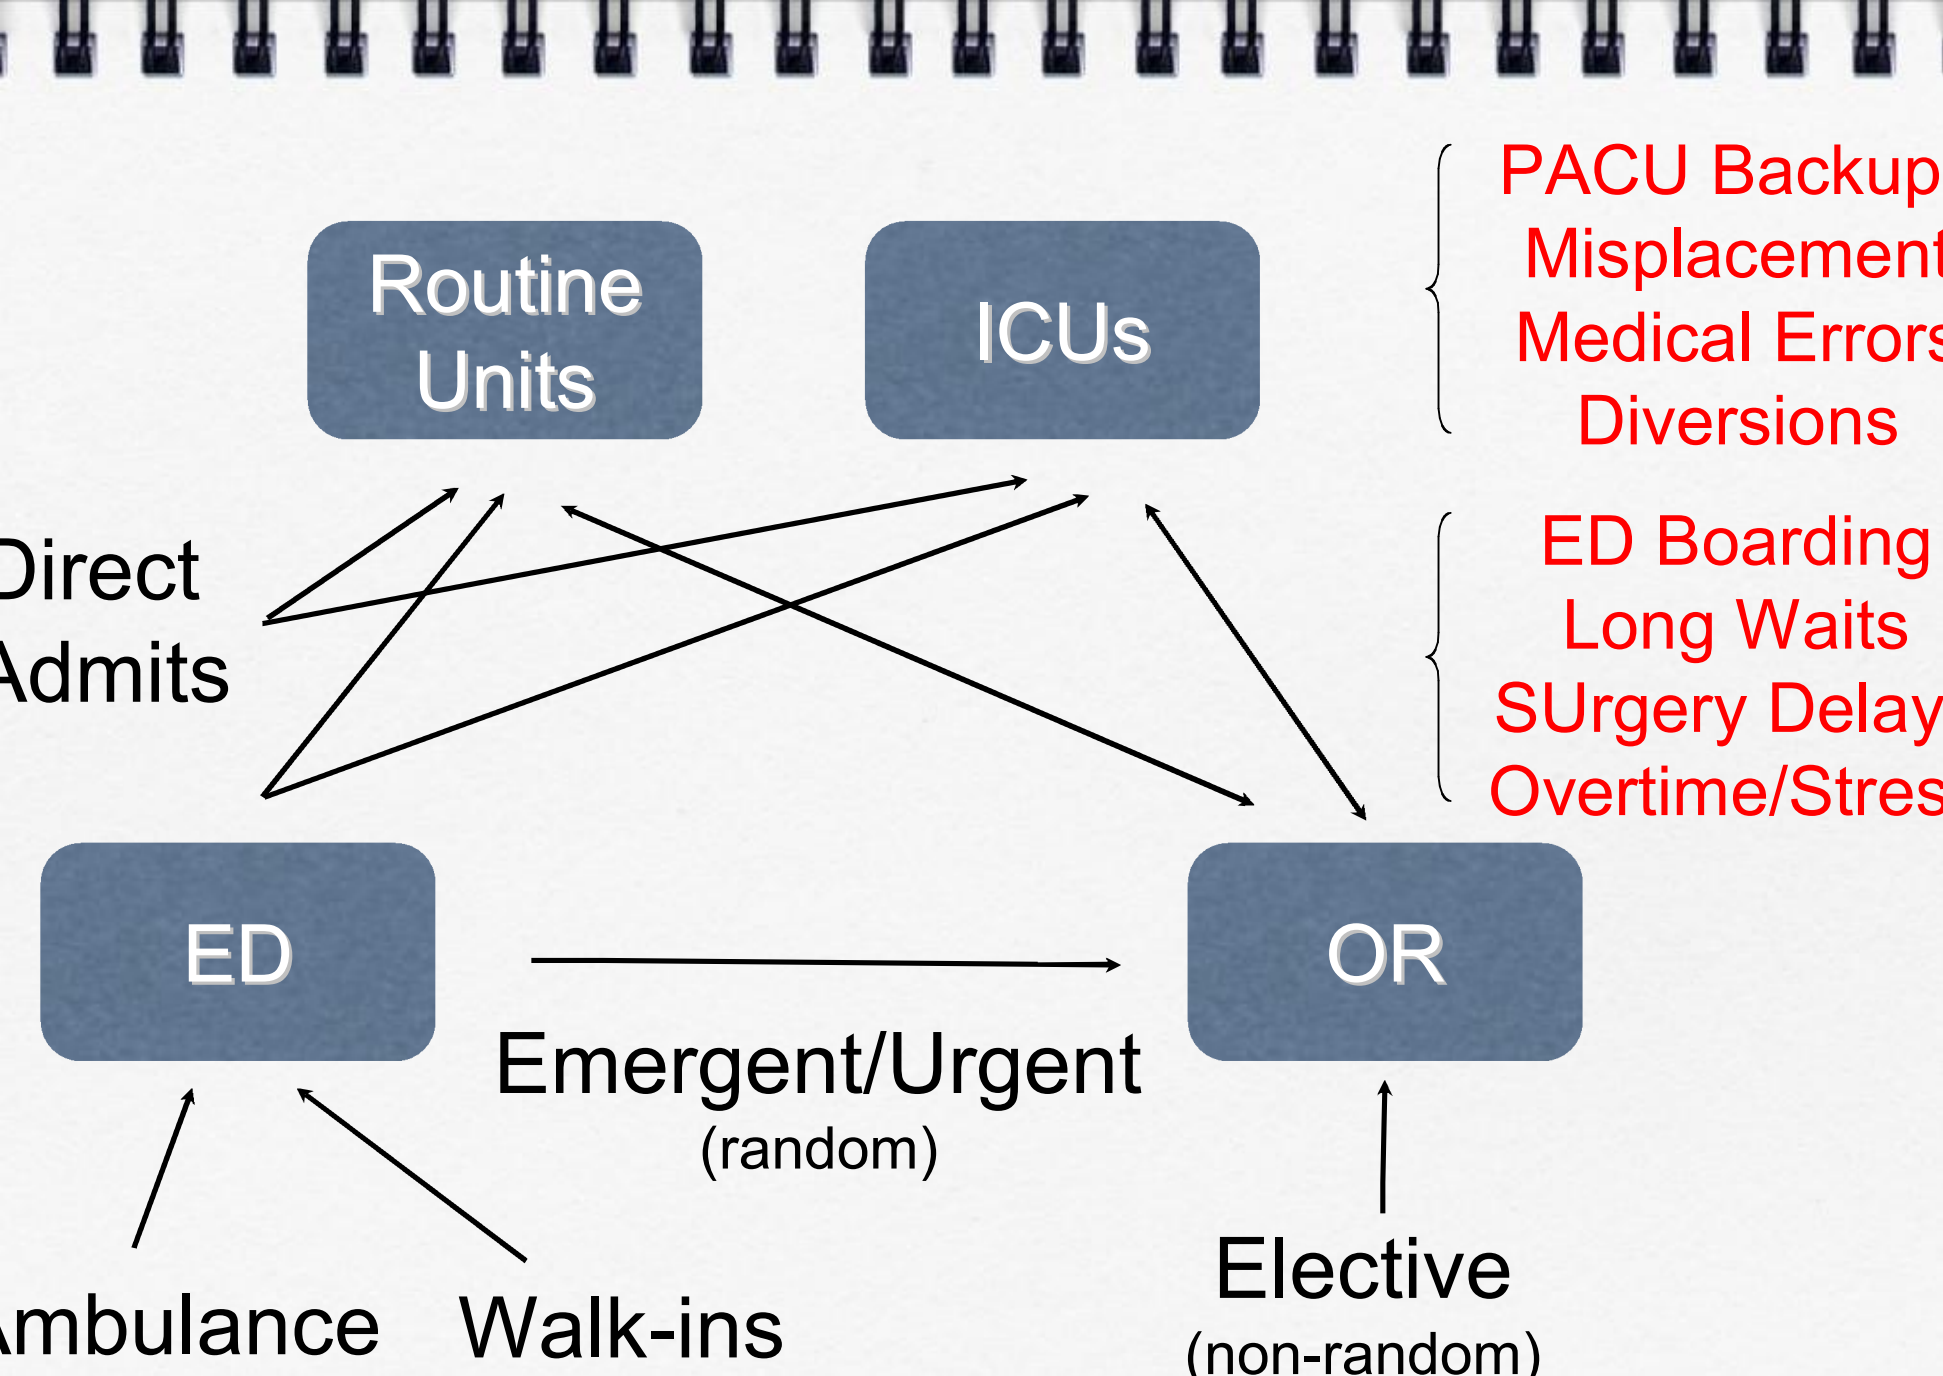 PACU Backup
Misplacement
Medical Errors
Diversions
Routine
Units
ICUs
ED Boarding
Long Waits
SUrgery Delay
Overtime/Stres
Direct
Admits
ED
OR
Emergent/Urgent
(random)
Elective
(non-random)
Ambulance
Walk-ins